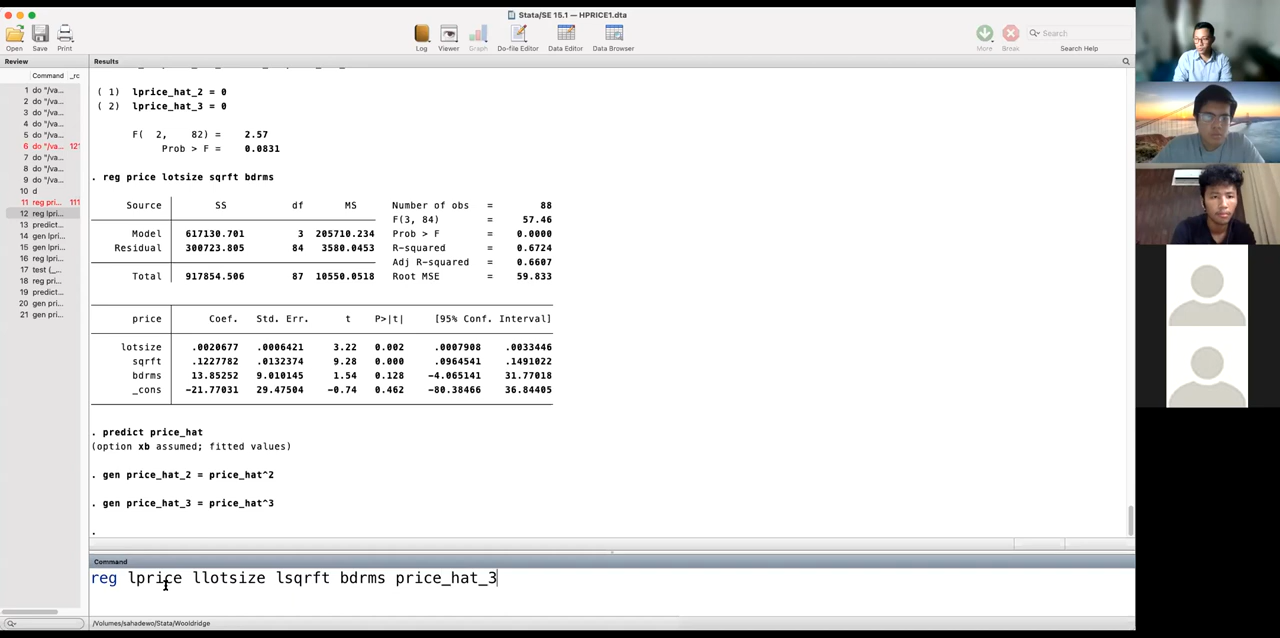 Stata/SE 15.1 — HPRICE1.dta
Open Save Print Log Viewer Graph Do-file Editor Data Editor Data Browser More Break Search Help
Search
Review
Results
Command _rc
1 do "/va...
2 do "/va...
3 do "/va...
4 do "/va...
5 do "/va...
6 do "/va... 121
7 do "/va...
8 do "/va...
9 do "/va...
10 d
11 reg pri... 111
12 reg lpri...
13 predict...
14 gen lpri...
15 gen lpri...
16 reg lpri...
17 test (_...
18 reg pri...
19 predict...
20 gen pri...
21 gen pri...
( 1) lprice_hat_2 = 0
( 2) lprice_hat_3 = 0
F( 2, 82) = 2.57
Prob > F = 0.0831
. reg price lotsize sqrft bdrms
Source SS df MS Number of obs = 88
F(3, 84) = 57.46
Model 617130.701 3 205710.234 Prob > F = 0.0000
Residual 300723.805 84 3580.0453 R-squared = 0.6724
Adj R-squared = 0.6607
Total 917854.506 87 10550.0518 Root MSE = 59.833
price Coef. Std. Err. t P>|t| [95% Conf. Interval]
lotsize .0020677 .0006421 3.22 0.002 .0007908 .0033446
sqrft .1227782 .0132374 9.28 0.000 .0964541 .1491022
bdrms 13.85252 9.010145 1.54 0.128 -4.065141 31.77018
_cons -21.77031 29.47504 -0.74 0.462 -80.38466 36.84405
. predict price_hat
(option xb assumed; fitted values)
. gen price_hat_2 = price_hat^2
. gen price_hat_3 = price_hat^3
.
Command
reg lprice llotsize lsqrft bdrms price_hat_3
/Volumes/sahadewo/Stata/Wooldridge